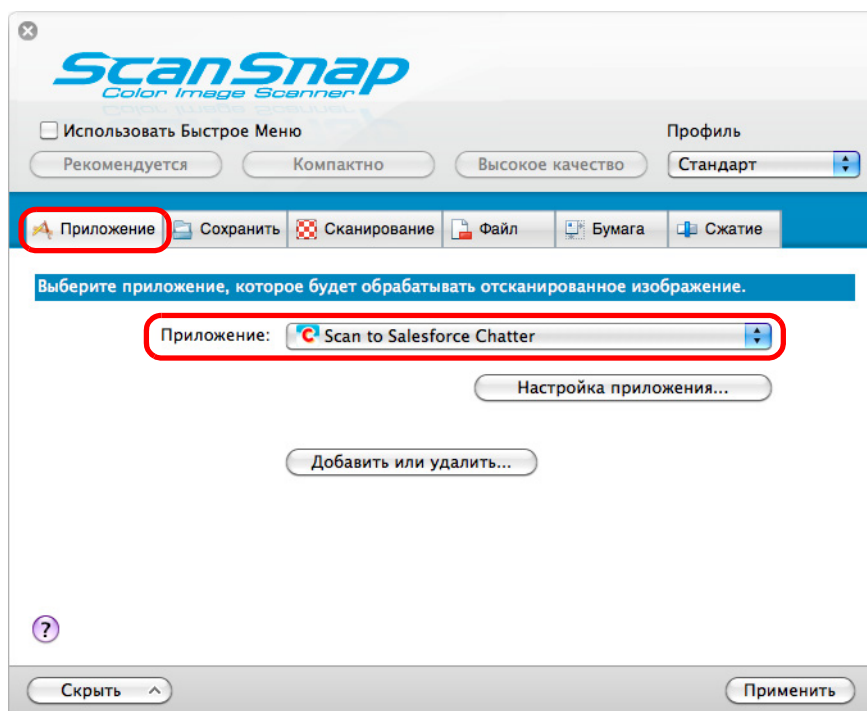 ScanSnap
Color Image Scanner
Использовать Быстрое Меню
Профиль
Рекомендуется Компактно Высокое качество Стандарт
Приложение Сохранить Сканирование Файл Бумага Сжатие
Выберите приложение, которое будет обрабатывать отсканированное изображение.
Приложение: C Scan to Salesforce Chatter
Настройка приложения...
Добавить или удалить...
?
Скрыть Применить